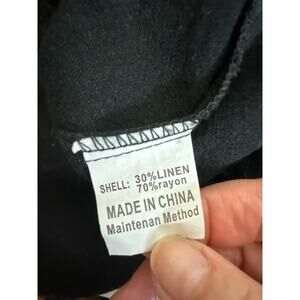 SHELL: 30%LINEN
70%rayon
MADE IN CHINA
Maintenan Method